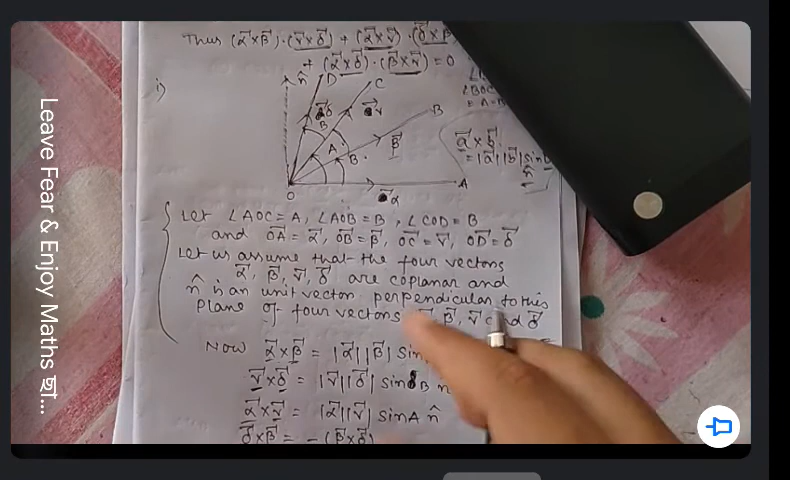 Thus (α⃗×β⃗)·(γ⃗×δ⃗) + (α⃗×γ⃗)·(δ⃗×β
+ (α⃗×δ⃗)·(β⃗×γ⃗) = 0
i)
n̂ D C
δ⃗ γ⃗ B
B A B β⃗
O α⃗ A
∠BOC
= A-B
α⃗ × β⃗
= |α⃗||β⃗| sin
n̂
Let ∠AOC = A, ∠AOB = B, ∠COD = B
and OA⃗ = α⃗, OB⃗ = β⃗, OC⃗ = γ⃗, OD⃗ = δ⃗
Let us assume that the four vectors
α⃗, β⃗, γ⃗, δ⃗ are coplanar and
n̂ is an unit vector perpendicular to this
plane of four vectors β⃗, γ⃗ and δ⃗
Now α⃗×β⃗ = |α⃗||β⃗| Sin
γ⃗×δ⃗ = |γ⃗||δ⃗| sin B n
α⃗×γ⃗ = |α⃗||γ⃗| sinA n̂
δ⃗×β⃗ = -(β⃗×δ⃗)
Leave Fear & Enjoy Maths ছা...